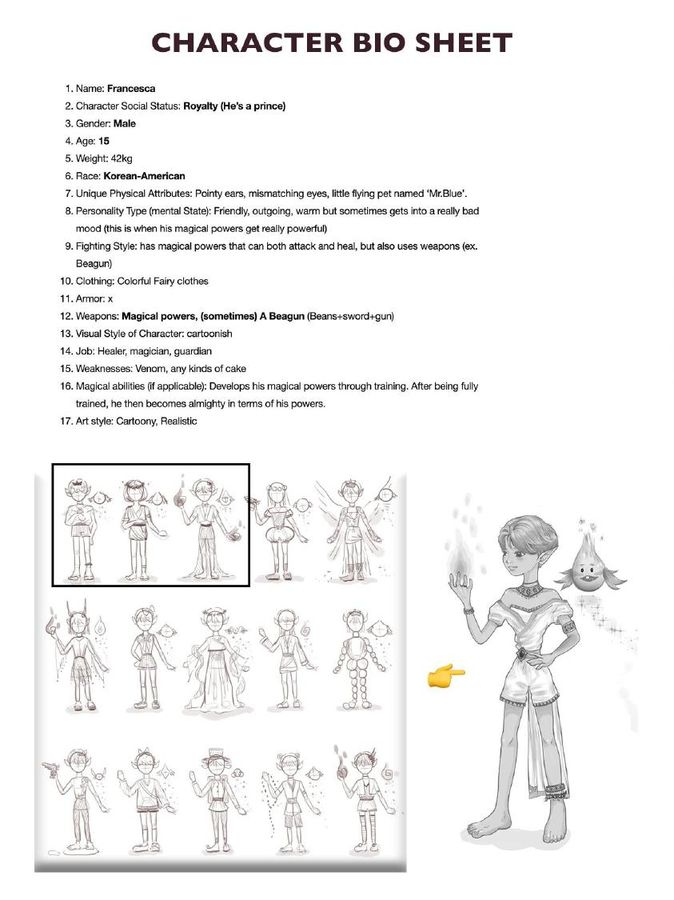 CHARACTER BIO SHEET
1. Name: Francesca
2. Character Social Status: Royalty (He's a prince)
3. Gender: Male
4. Age: 15
5. Weight: 42kg
6. Race: Korean-American
7. Unique Physical Attributes: Pointy ears, mismatching eyes, little flying pet named 'Mr.Blue'.
8. Personality Type (mental State): Friendly, outgoing, warm but sometimes gets into a really bad
mood (this is when his magical powers get really powerful)
9. Fighting Style: has magical powers that can both attack and heal, but also uses weapons (ex.
Beagun)
10. Clothing: Colorful Fairy clothes
11. Armor: x
12. Weapons: Magical powers, (sometimes) A Beagun (Beans+sword+gun)
13. Visual Style of Character: cartoonish
14. Job: Healer, magician, guardian
15. Weaknesses: Venom, any kinds of cake
16. Magical abilities (if applicable): Develops his magical powers through training. After being fully
trained, he then becomes almighty in terms of his powers.
17. Art style: Cartoony, Realistic